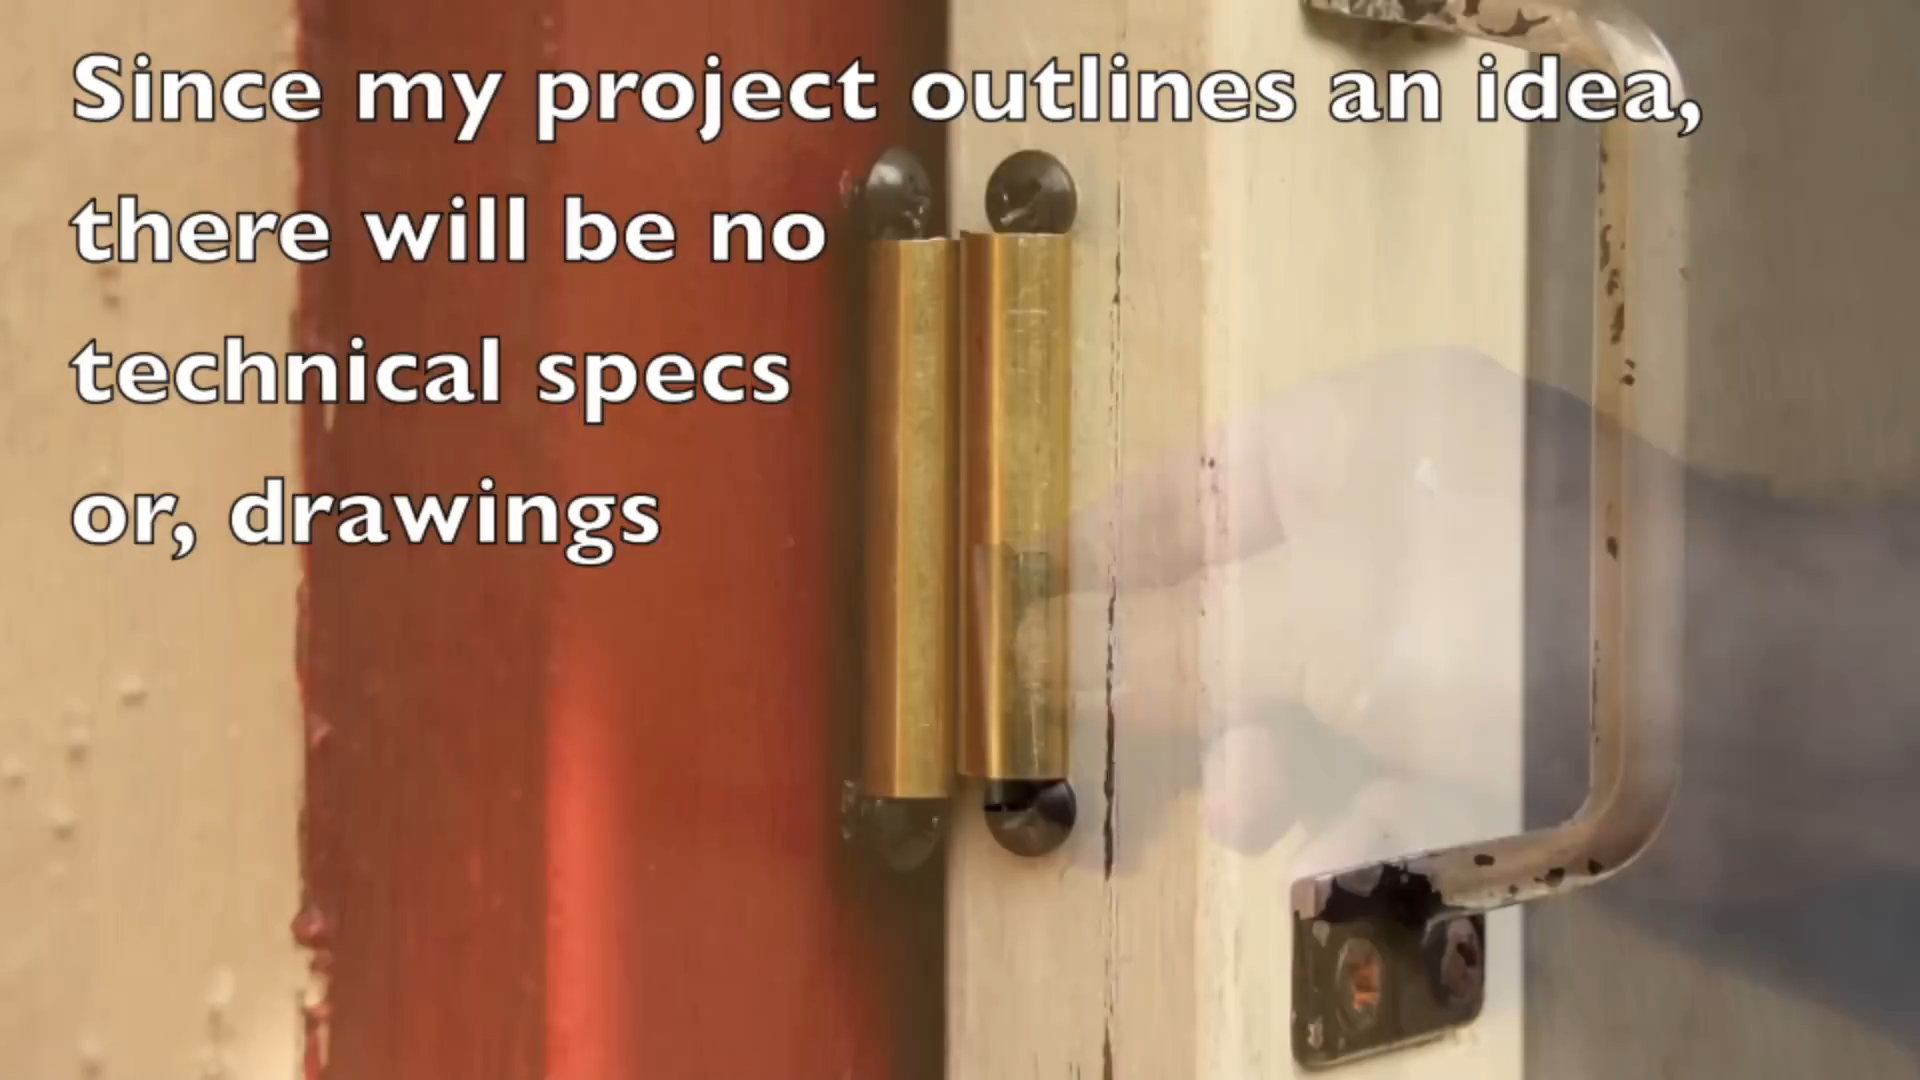 Since my project outlines an idea,
there will be no
technical specs
or, drawings